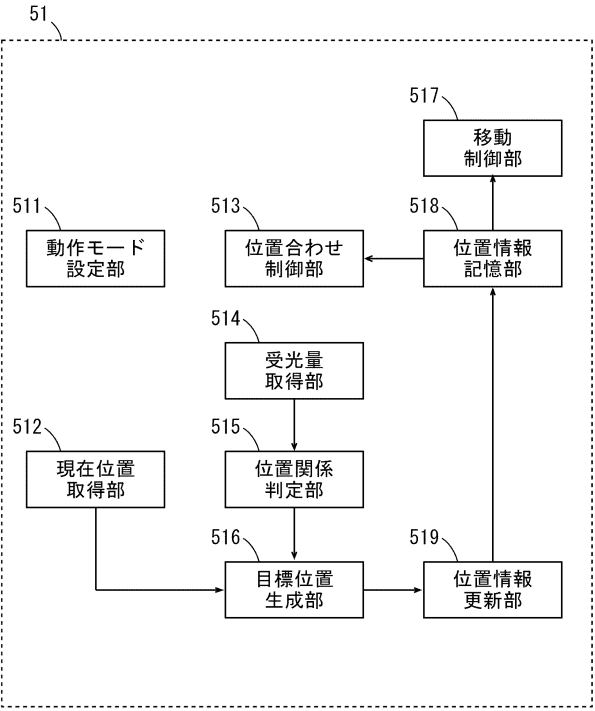 51
517
移動
制御部
511
動作モード
設定部
513
位置合わせ
制御部
518
位置情報
記憶部
514
受光量
取得部
512
現在位置
取得部
515
位置関係
判定部
516
目標位置
生成部
519
位置情報
更新部